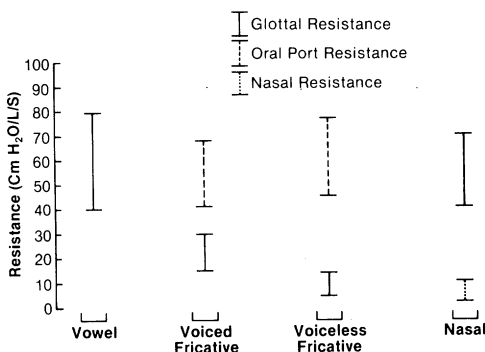 Glottal Resistance
Oral Port Resistance
Nasal Resistance
Resistance (Cm H₂O/L/S)
100
90
80
70
60
50
40
30
20
10
0
Vowel
Voiced
Fricative
Voiceless
Fricative
Nasal